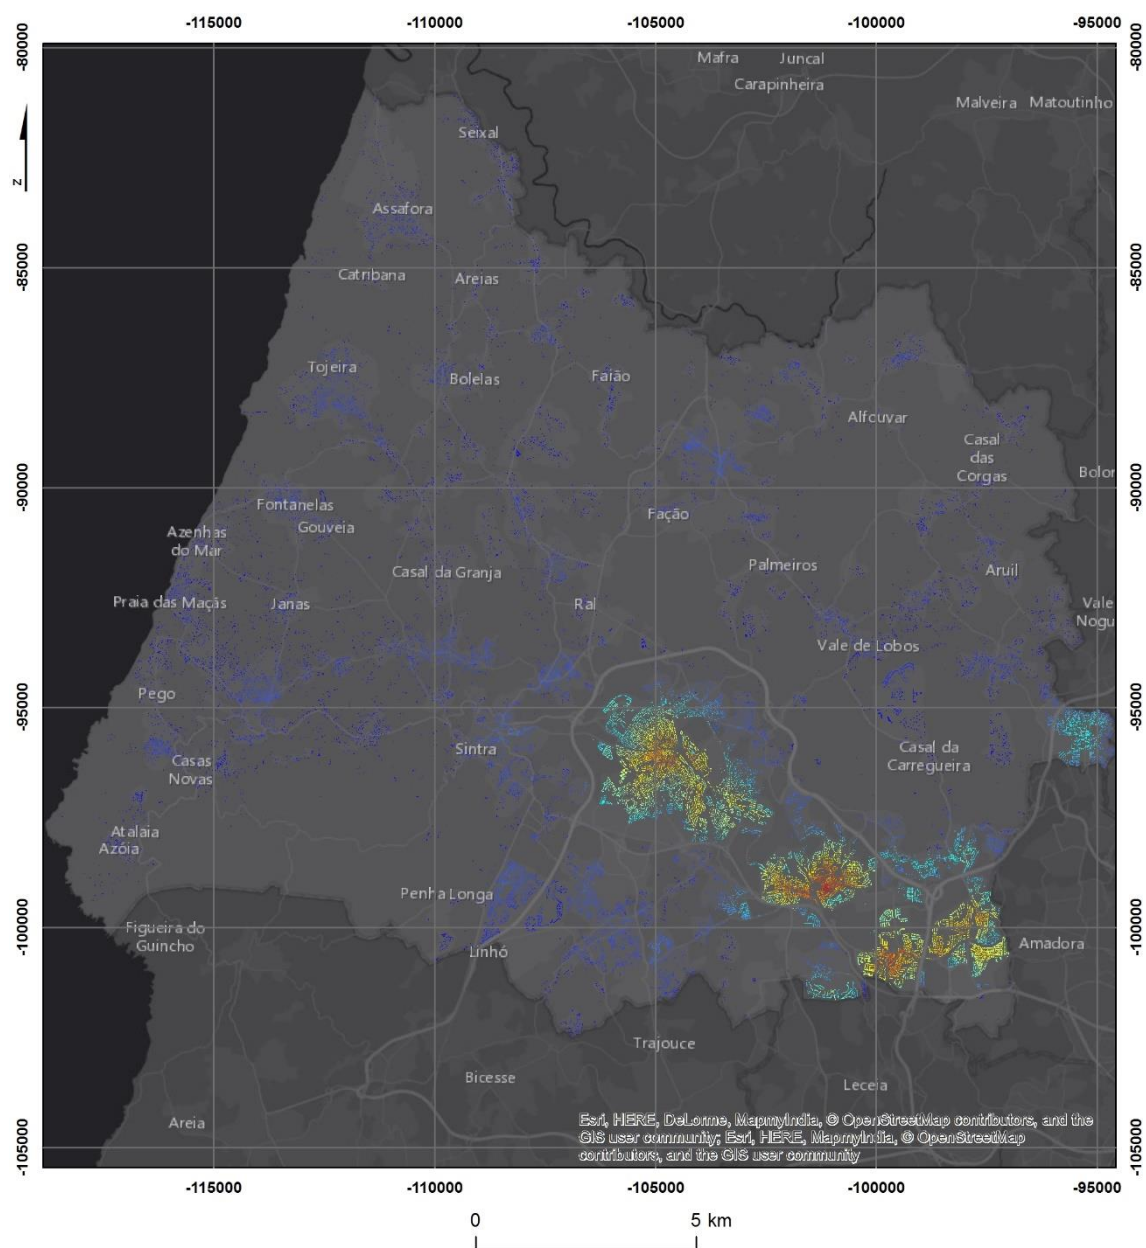 -115000 -110000 -105000 -100000 -95000
-80000 -80000
Mafra Juncal
Carapinheira
Malveira Matoutinho
Seixal
z
Assafora
-85000 -85000
Catribana Areias
Tojeira
Bolelas Faião
Alfouvar
Casal
das
Corgas
Bolor
-90000 -90000
Fontanelas
Gouveia
Fação
Azenhas
do Mar
Casal da Granja
Palmeiros
Aruil
Praia das Maçãs
Janas
Ral
Vale
Nogu
Vale de Lobos
-95000 -95000
Pego
Sintra
Casas
Novas
Casal da
Carregueira
Atalaia
Azóia
Penha Longa
-100000 -100000
Figueira do
Guincho
Linhó
Amadora
Trajouce
Bicesse
Leceia
Areia
Esri, HERE, DeLorme, MapmyIndia, © OpenStreetMap contributors, and the
GIS user community; Esri, HERE, MapmyIndia, © OpenStreetMap
contributors, and the GIS user community
-105000 -105000
-115000 -110000 -105000 -100000 -95000
0 5 km